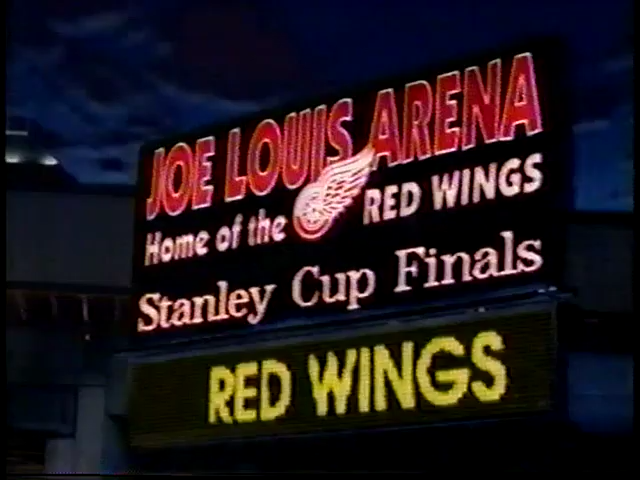 JOE LOUIS ARENA
Home of the RED WINGS
Stanley Cup Finals
RED WINGS